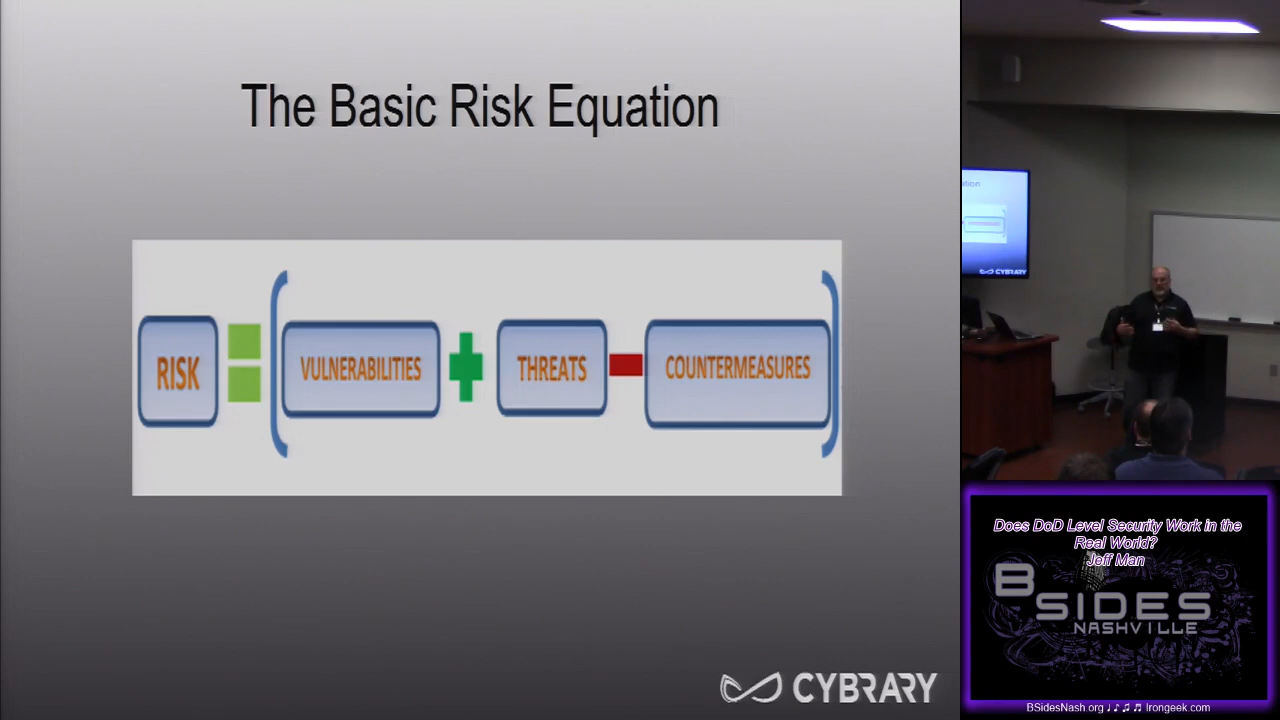 The Basic Risk Equation
RISK = (VULNERABILITIES + THREATS - COUNTERMEASURES)
CYBRARY
CYBRARY
Does DoD Level Security Work in the
Real World?
Jeff Man
BSIDES
NASHVILLE
BSidesNash.org ♩ ♪ ♫ ♬ Irongeek.com